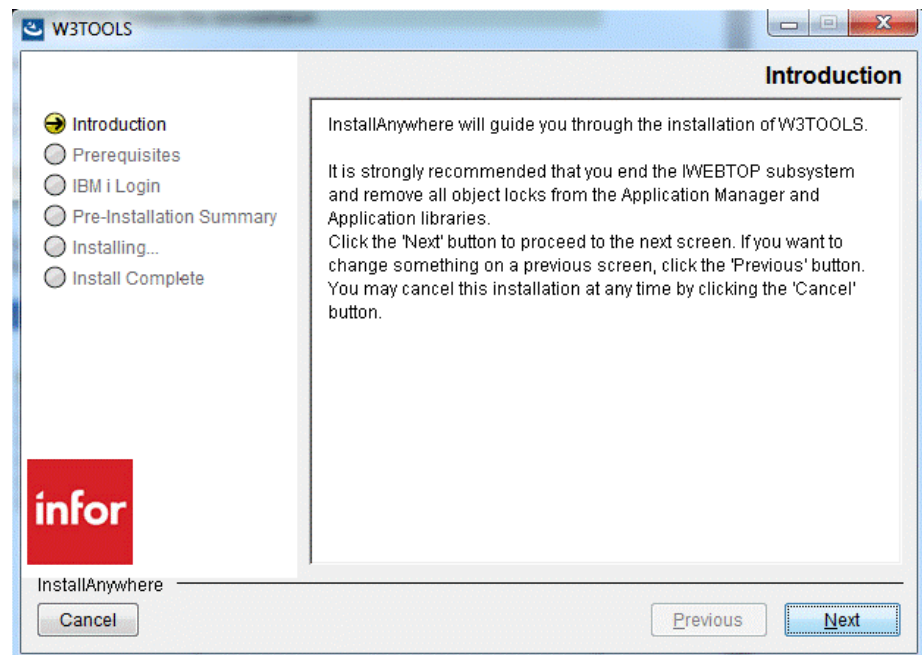 W3TOOLS
Introduction
Introduction
Prerequisites
IBM i Login
Pre-Installation Summary
Installing...
Install Complete
InstallAnywhere will guide you through the installation of W3TOOLS.
It is strongly recommended that you end the IWEBTOP subsystem
and remove all object locks from the Application Manager and
Application libraries.
Click the 'Next' button to proceed to the next screen. If you want to
change something on a previous screen, click the 'Previous' button.
You may cancel this installation at any time by clicking the 'Cancel'
button.
infor
InstallAnywhere
Cancel
Previous
Next